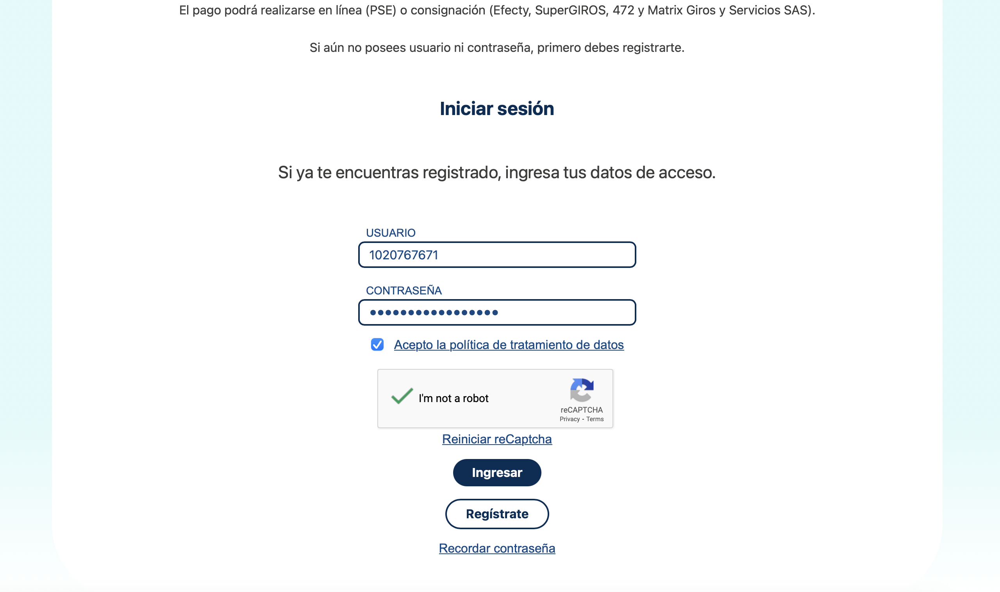 El pago podrá realizarse en línea (PSE) o consignación (Efecty, SuperGIROS, 472 y Matrix Giros y Servicios SAS).
Si aún no posees usuario ni contraseña, primero debes registrarte.
Iniciar sesión
Si ya te encuentras registrado, ingresa tus datos de acceso.
USUARIO
1020767671
CONTRASEÑA
•••••••••••••••••
Acepto la política de tratamiento de datos
I'm not a robot
reCAPTCHA
Privacy - Terms
Reiniciar reCaptcha
Ingresar
Regístrate
Recordar contraseña